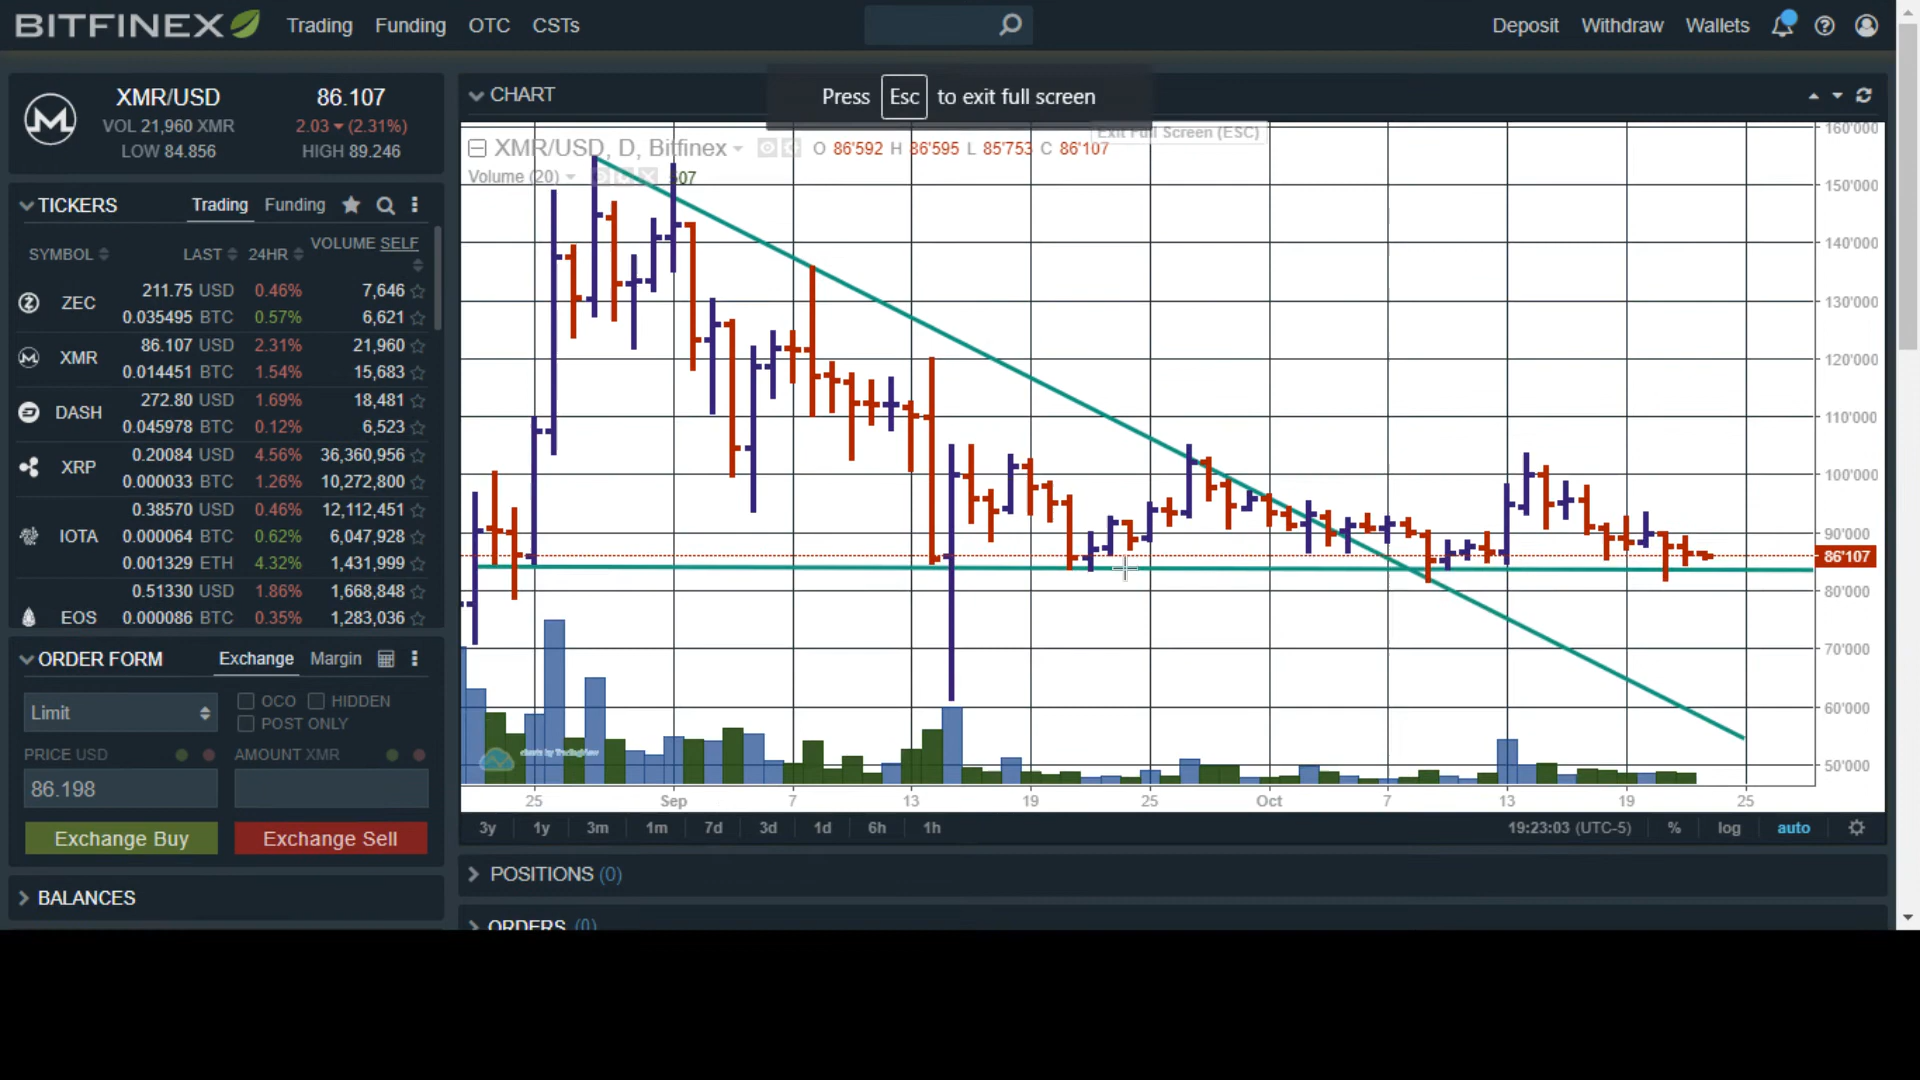 BITFINEX Trading Funding OTC CSTs Deposit Withdraw Wallets
XMR/USD 86.107
VOL 21,960 XMR 2.03 (2.31%)
LOW 84.856 HIGH 89.246
TICKERS Trading Funding
SYMBOL LAST 24HR VOLUME SELF
211.75 USD 0.46% 7,646
ZEC
0.035495 BTC 0.57% 6,621
86.107 USD 2.31% 21,960
XMR
0.014451 BTC 1.54% 15,683
272.80 USD 1.69% 18,481
DASH
0.045978 BTC 0.12% 6,523
0.20084 USD 4.56% 36,360,956
XRP
0.000033 BTC 1.26% 10,272,800
0.38570 USD 0.46% 12,112,451
IOTA 0.000064 BTC 0.62% 6,047,928
0.001329 ETH 4.32% 1,431,999
0.51330 USD 1.86% 1,668,848
EOS 0.000086 BTC 0.35% 1,283,036
ORDER FORM Exchange Margin
Limit OCO HIDDEN
POST ONLY
PRICE USD AMOUNT XMR
86.198
Exchange Buy Exchange Sell
BALANCES
CHART
Press Esc to exit full screen
Exit Full Screen (ESC)
XMR/USD, D, Bitfinex O 86'592 H 86'595 L 85'753 C 86'107
Volume (20) 507
160'000
150'000
140'000
130'000
120'000
110'000
100'000
90'000
86'107
80'000
70'000
60'000
50'000
charts by TradingView
25 Sep 7 13 19 25 Oct 7 13 19 25
3y 1y 3m 1m 7d 3d 1d 6h 1h 19:23:03 (UTC-5) % log auto
POSITIONS (0)
ORDERS (0)